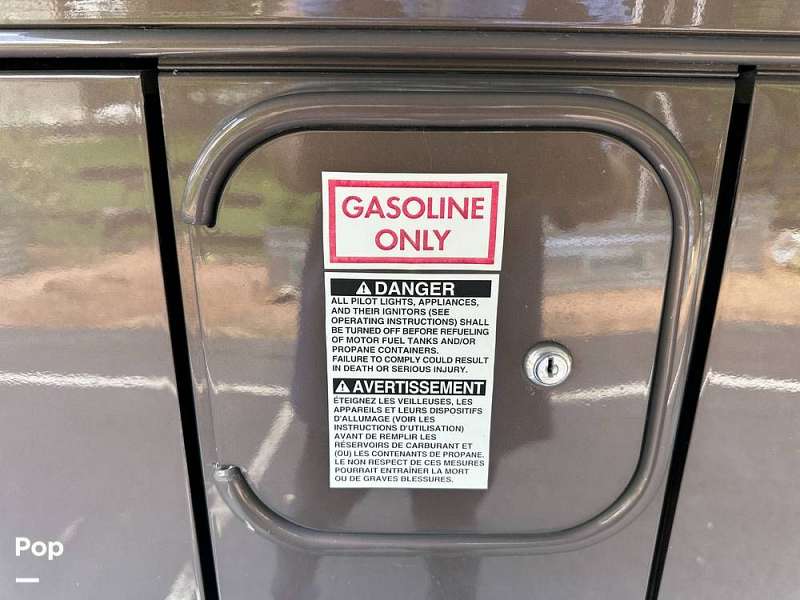 GASOLINE
ONLY
⚠ DANGER
ALL PILOT LIGHTS, APPLIANCES,
AND THEIR IGNITORS (SEE
OPERATING INSTRUCTIONS) SHALL
BE TURNED OFF BEFORE REFUELING
OF MOTOR FUEL TANKS AND/OR
PROPANE CONTAINERS.
FAILURE TO COMPLY COULD RESULT
IN DEATH OR SERIOUS INJURY.
⚠ AVERTISSEMENT
ÉTEIGNEZ LES VEILLEUSES, LES
APPAREILS ET LEURS DISPOSITIFS
D'ALLUMAGE (VOIR LES
INSTRUCTIONS D'UTILISATION)
AVANT DE REMPLIR LES
RÉSERVOIRS DE CARBURANT ET
(OU) LES CONTENANTS DE PROPANE.
LE NON RESPECT DE CES MESURES
POURRAIT ENTRAÎNER LA MORT
OU DE GRAVES BLESSURES.
Pop